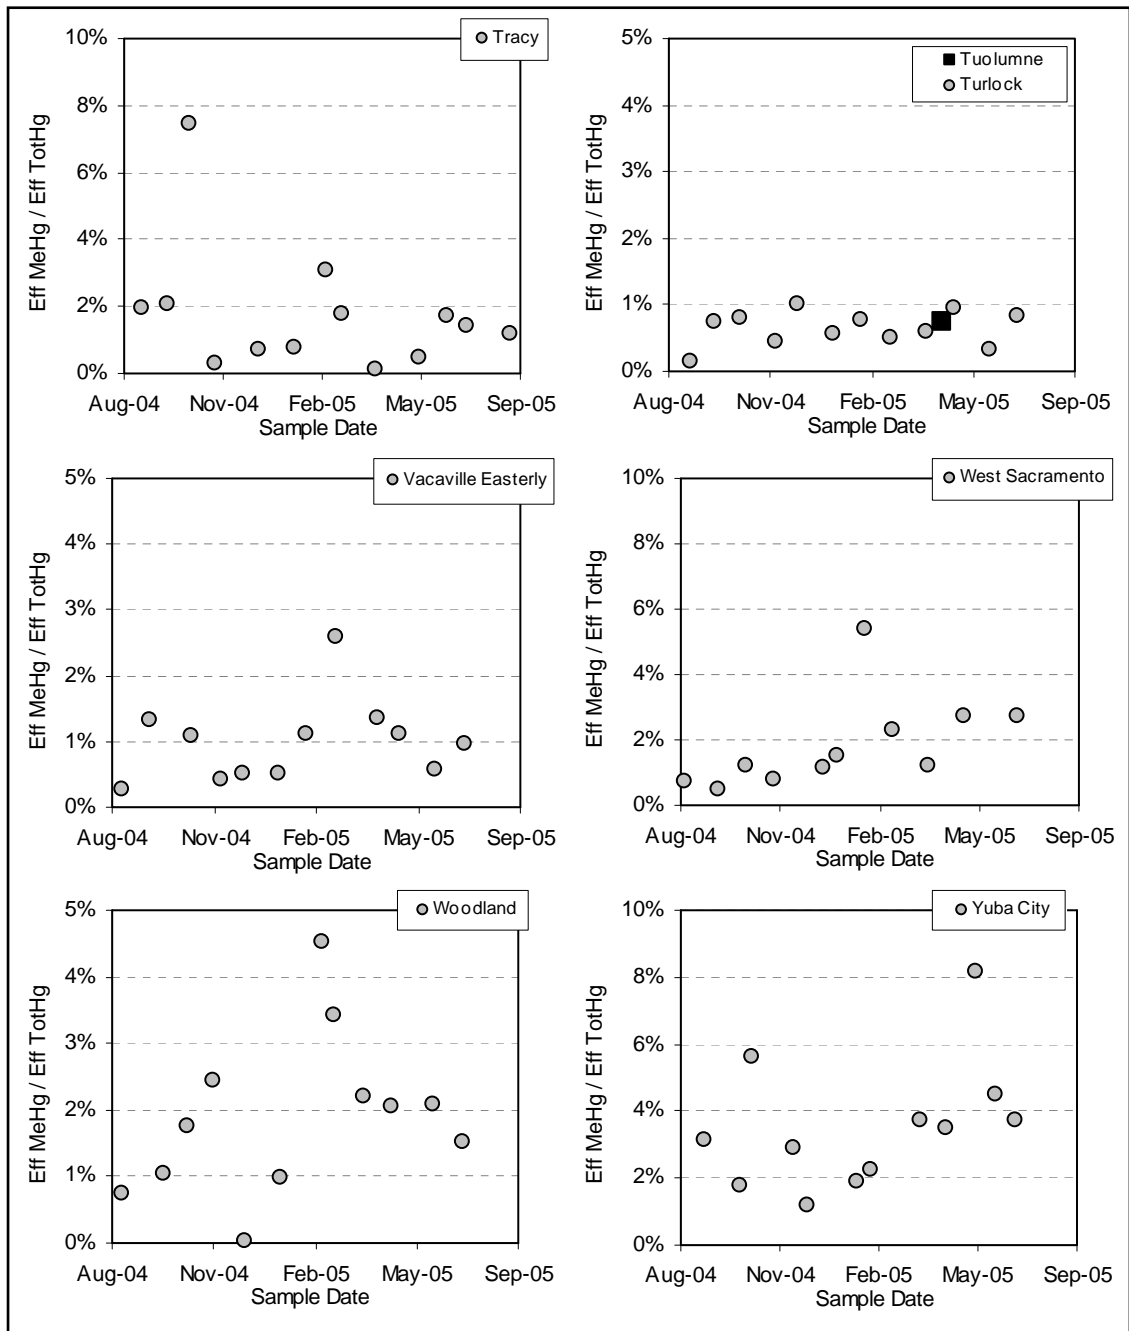 Tracy
10%
8%
6%
4%
2%
0%
Eff MeHg / Eff TotHg
Aug-04 Nov-04 Feb-05 May-05 Sep-05
Sample Date
Tuolumne
Turlock
5%
4%
3%
2%
1%
0%
Eff MeHg / Eff TotHg
Aug-04 Nov-04 Feb-05 May-05 Sep-05
Sample Date
Vacaville Easterly
5%
4%
3%
2%
1%
0%
Eff MeHg / Eff TotHg
Aug-04 Nov-04 Feb-05 May-05 Sep-05
Sample Date
West Sacramento
10%
8%
6%
4%
2%
0%
Eff MeHg / Eff TotHg
Aug-04 Nov-04 Feb-05 May-05 Sep-05
Sample Date
Woodland
5%
4%
3%
2%
1%
0%
Eff MeHg / Eff TotHg
Aug-04 Nov-04 Feb-05 May-05 Sep-05
Sample Date
Yuba City
10%
8%
6%
4%
2%
0%
Eff MeHg / Eff TotHg
Aug-04 Nov-04 Feb-05 May-05 Sep-05
Sample Date